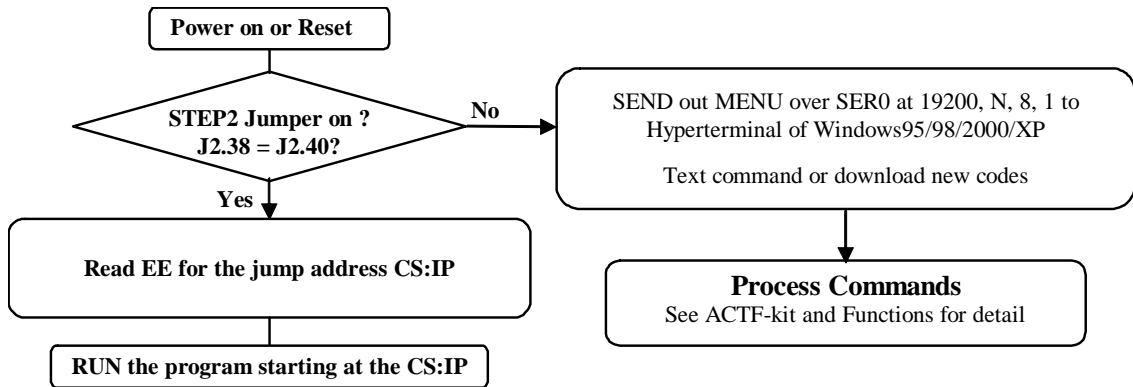 Power on or Reset
STEP2 Jumper on ?
J2.38 = J2.40?
No
Yes
SEND out MENU over SER0 at 19200, N, 8, 1 to
Hyperterminal of Windows95/98/2000/XP
Text command or download new codes
Read EE for the jump address CS:IP
Process Commands
See ACTF-kit and Functions for detail
RUN the program starting at the CS:IP